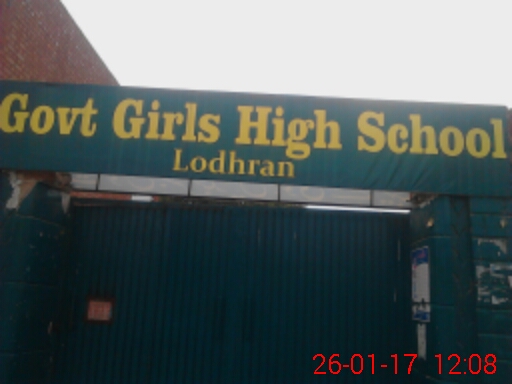 Govt Girls High School
Lodhran
26-01-17 12:08